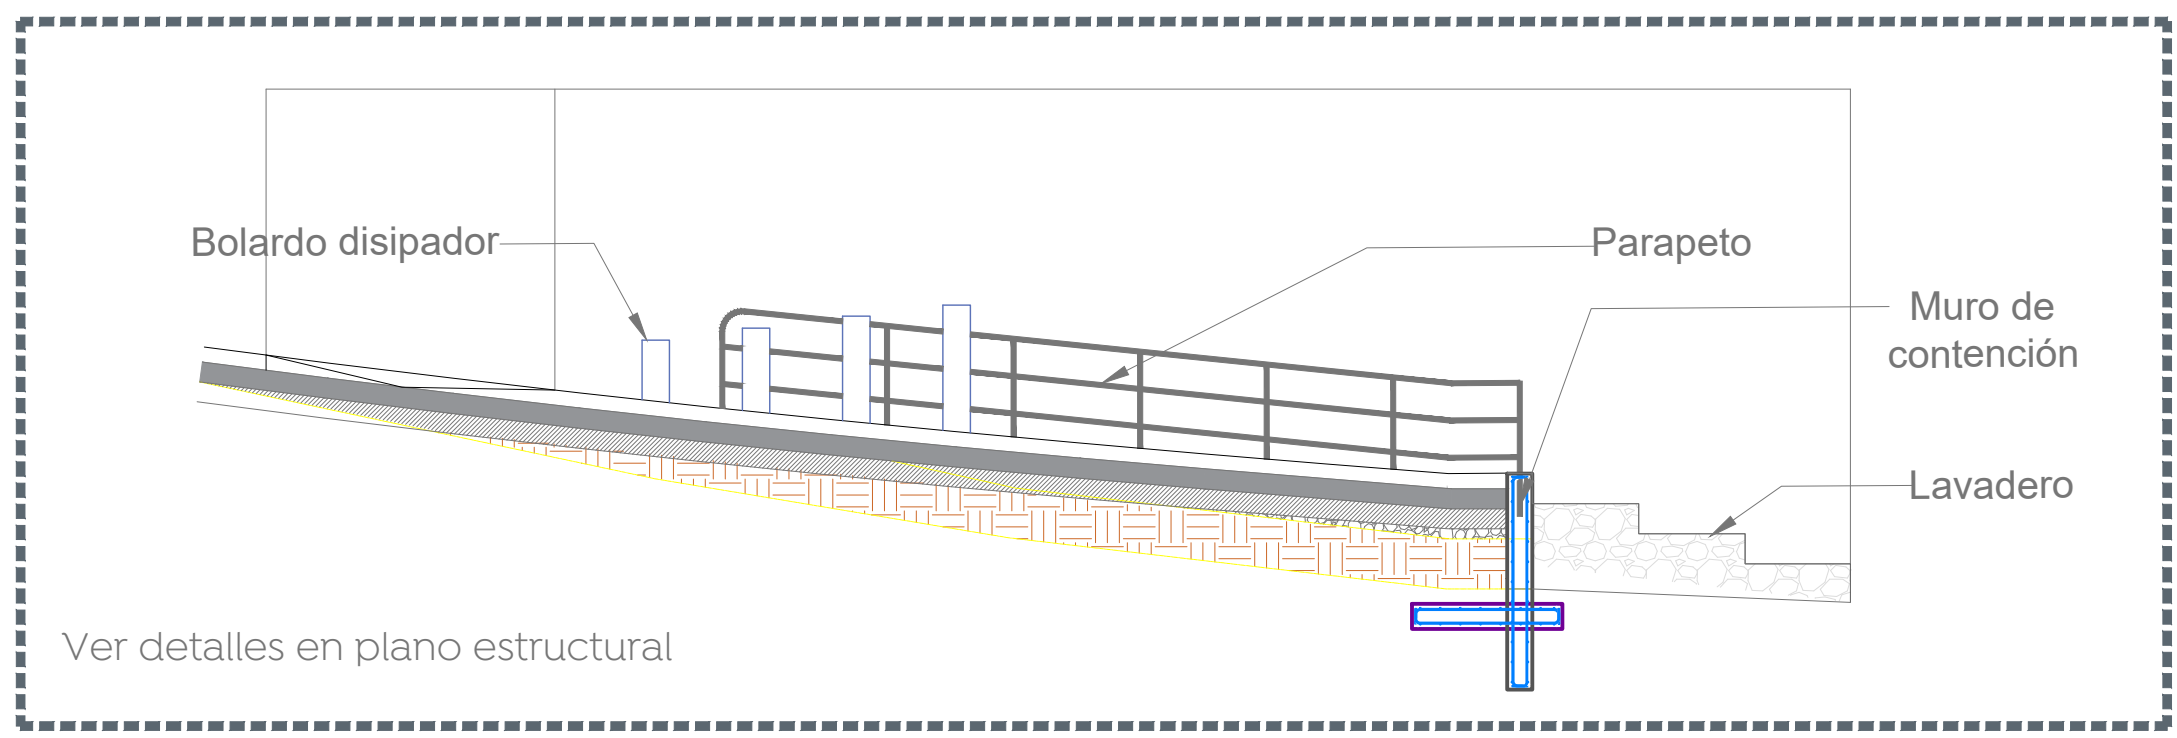 Bolardo disipador
Parapeto
Muro de
contención
Lavadero
Ver detalles en plano estructural